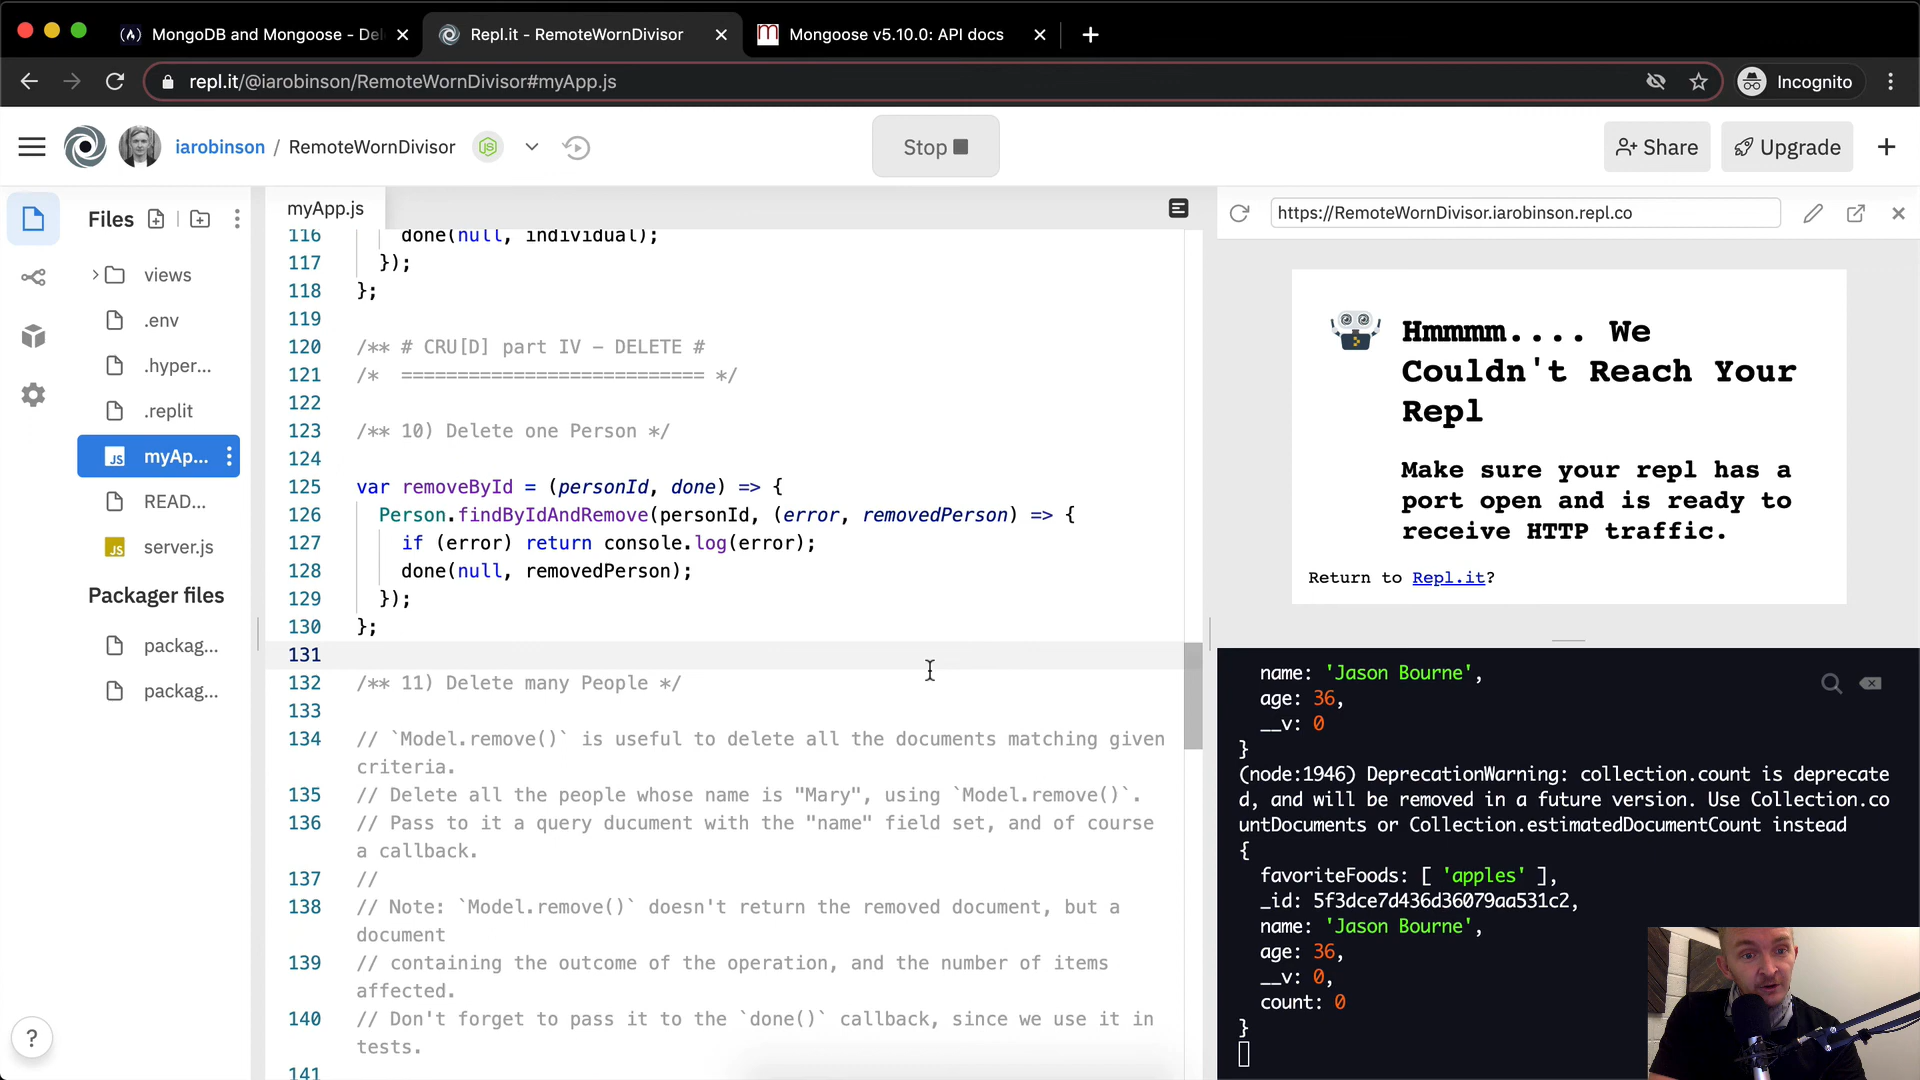 MongoDB and Mongoose - Del
Repl.it - RemoteWornDivisor
Mongoose v5.10.0: API docs
repl.it/@iarobinson/RemoteWornDivisor#myApp.js
Incognito
iarobinson / RemoteWornDivisor
Stop
Share
Upgrade
Files
views
.env
.hyper...
.replit
myAp...
READ...
server.js
Packager files
packag...
packag...
?
myApp.js
116 done(null, individual);
117 });
118 };
119
120 /** # CRU[D] part IV - DELETE #
121 /* =========================== */
122
123 /** 10) Delete one Person */
124
125 var removeById = (personId, done) => {
126 Person.findByIdAndRemove(personId, (error, removedPerson) => {
127 if (error) return console.log(error);
128 done(null, removedPerson);
129 });
130 };
131
132 /** 11) Delete many People */
133
134 // `Model.remove()` is useful to delete all the documents matching given
criteria.
135 // Delete all the people whose name is "Mary", using `Model.remove()`.
136 // Pass to it a query ducument with the "name" field set, and of course
a callback.
137 //
138 // Note: `Model.remove()` doesn't return the removed document, but a
document
139 // containing the outcome of the operation, and the number of items
affected.
140 // Don't forget to pass it to the `done()` callback, since we use it in
tests.
141
https://RemoteWornDivisor.iarobinson.repl.co
Hmmmm.... We
Couldn't Reach Your
Repl
Make sure your repl has a
port open and is ready to
receive HTTP traffic.
Return to Repl.it?
name: 'Jason Bourne',
age: 36,
__v: 0
}
(node:1946) DeprecationWarning: collection.count is deprecate
d, and will be removed in a future version. Use Collection.co
untDocuments or Collection.estimatedDocumentCount instead
{
favoriteFoods: [ 'apples' ],
_id: 5f3dce7d436d36079aa531c2,
name: 'Jason Bourne',
age: 36,
__v: 0,
count: 0
}